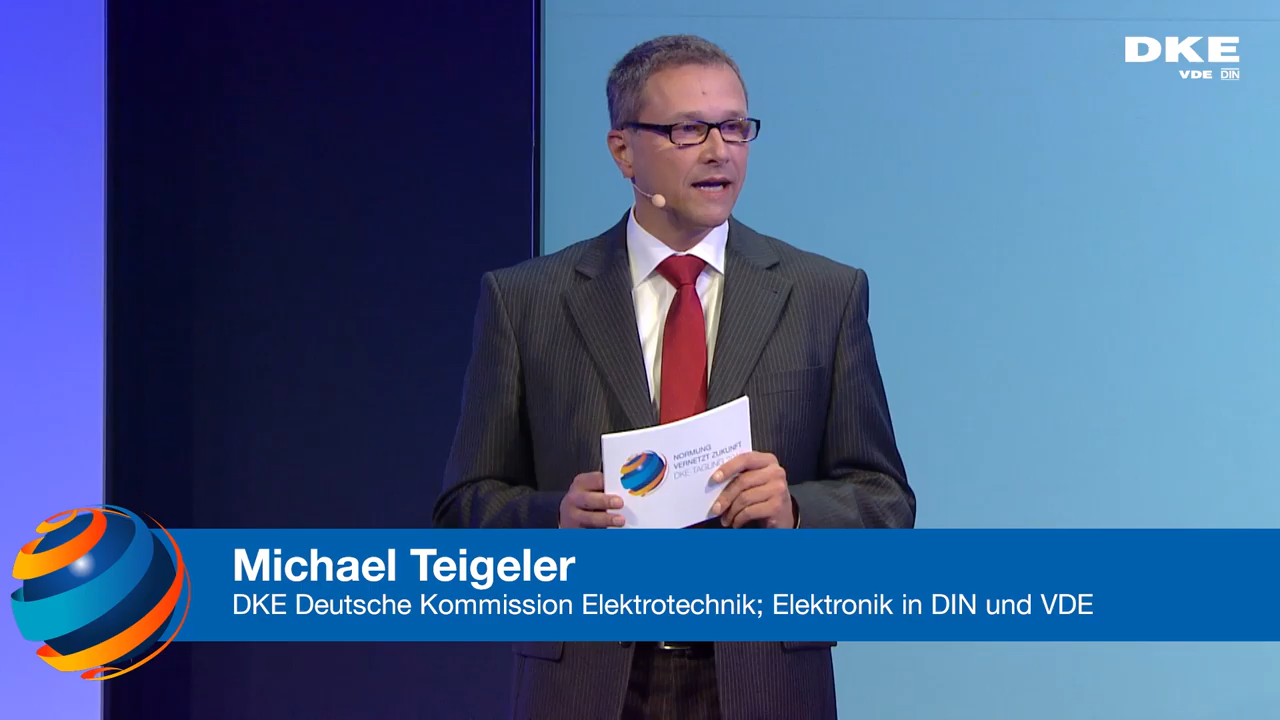 DKE
VDE DIN
NORMUNG
VERNETZT ZUKUNFT
DKE-TAGUNG
Michael Teigeler
DKE Deutsche Kommission Elektrotechnik; Elektronik in DIN und VDE